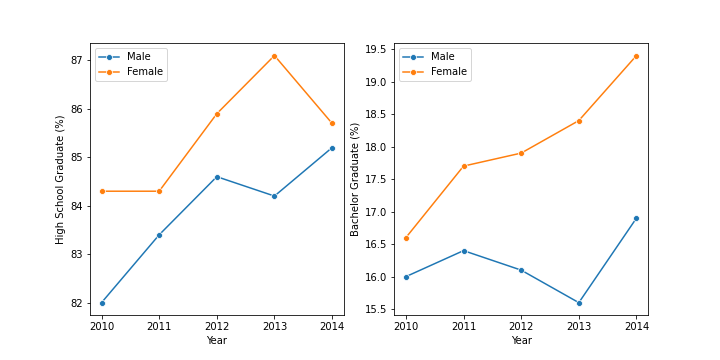 Male
Female
High School Graduate (%)
87
86
85
84
83
82
2010 2011 2012 2013 2014
Year
Male
Female
Bachelor Graduate (%)
19.5
19.0
18.5
18.0
17.5
17.0
16.5
16.0
15.5
2010 2011 2012 2013 2014
Year